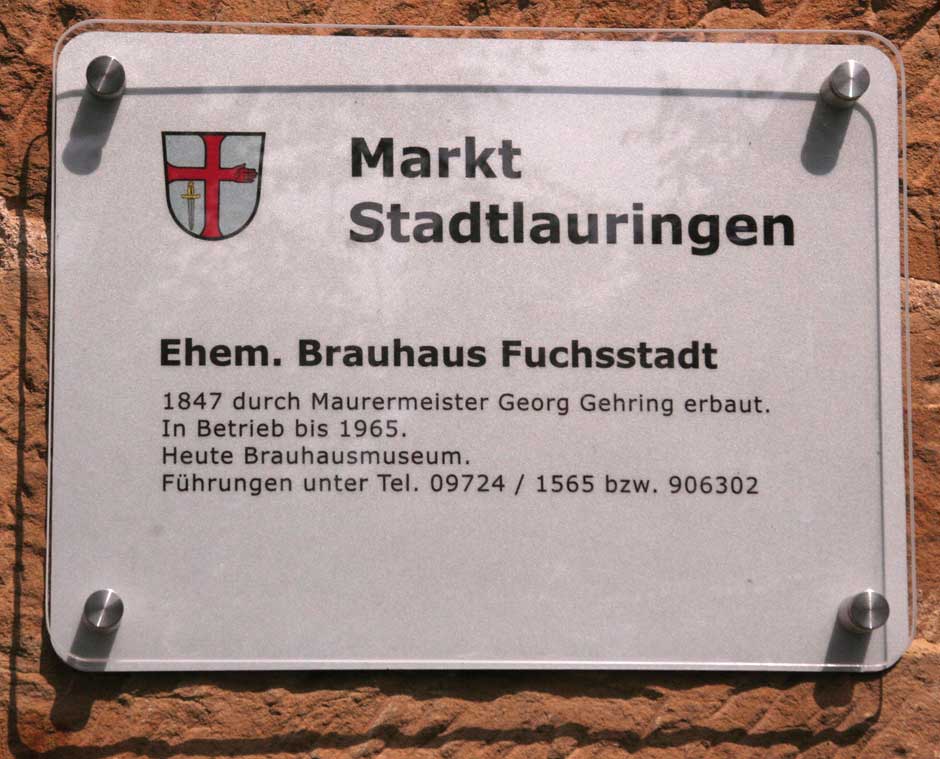 Markt
Stadtlauringen
Ehem. Brauhaus Fuchsstadt
1847 durch Maurermeister Georg Gehring erbaut.
In Betrieb bis 1965.
Heute Brauhausmuseum.
Führungen unter Tel. 09724 / 1565 bzw. 906302